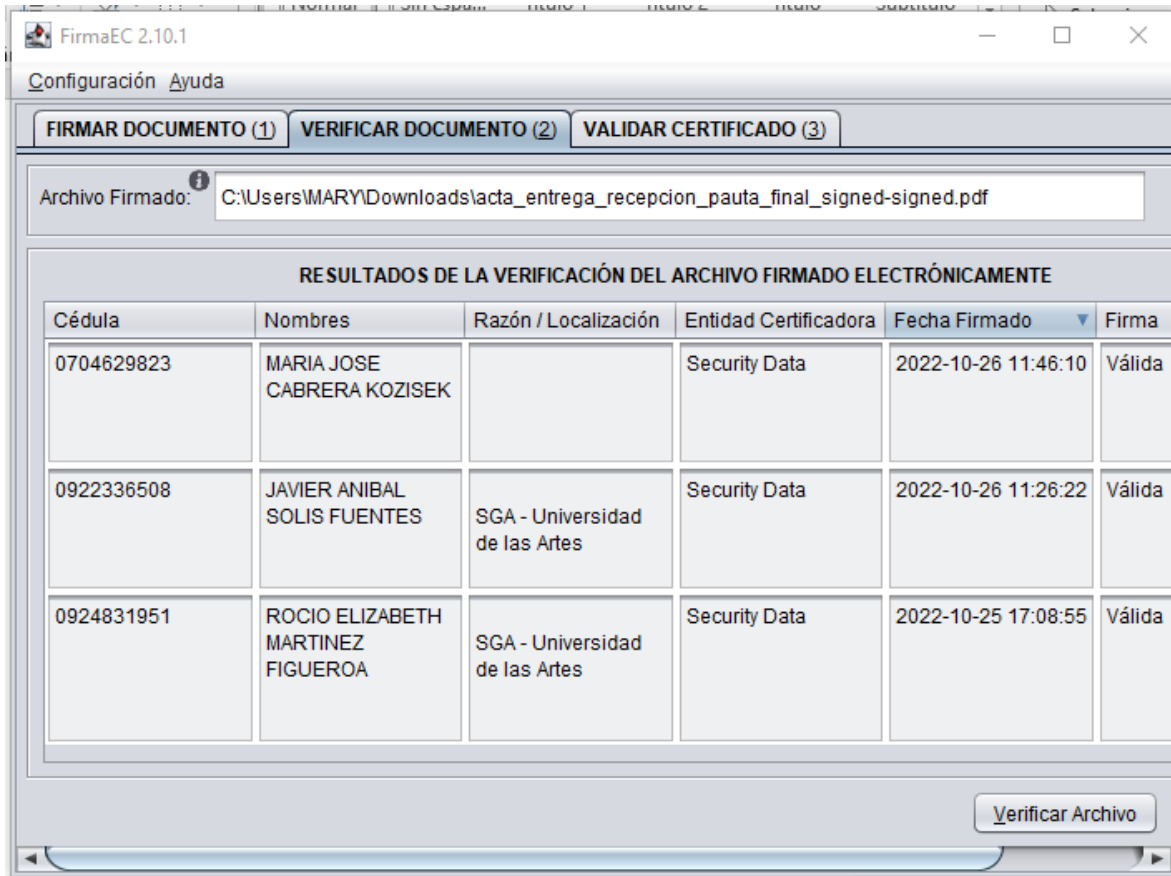 FirmaEC 2.10.1
Configuración Ayuda
FIRMAR DOCUMENTO (1) VERIFICAR DOCUMENTO (2) VALIDAR CERTIFICADO (3)
Archivo Firmado: C:\Users\MARY\Downloads\acta_entrega_recepcion_pauta_final_signed-signed.pdf
RESULTADOS DE LA VERIFICACIÓN DEL ARCHIVO FIRMADO ELECTRÓNICAMENTE
Cédula Nombres Razón / Localización Entidad Certificadora Fecha Firmado Firma
0704629823 MARIA JOSE Security Data 2022-10-26 11:46:10 Válida
CABRERA KOZISEK
0922336508 JAVIER ANIBAL Security Data 2022-10-26 11:26:22 Válida
SOLIS FUENTES SGA - Universidad
de las Artes
0924831951 ROCIO ELIZABETH Security Data 2022-10-25 17:08:55 Válida
MARTINEZ SGA - Universidad
FIGUEROA de las Artes
Verificar Archivo